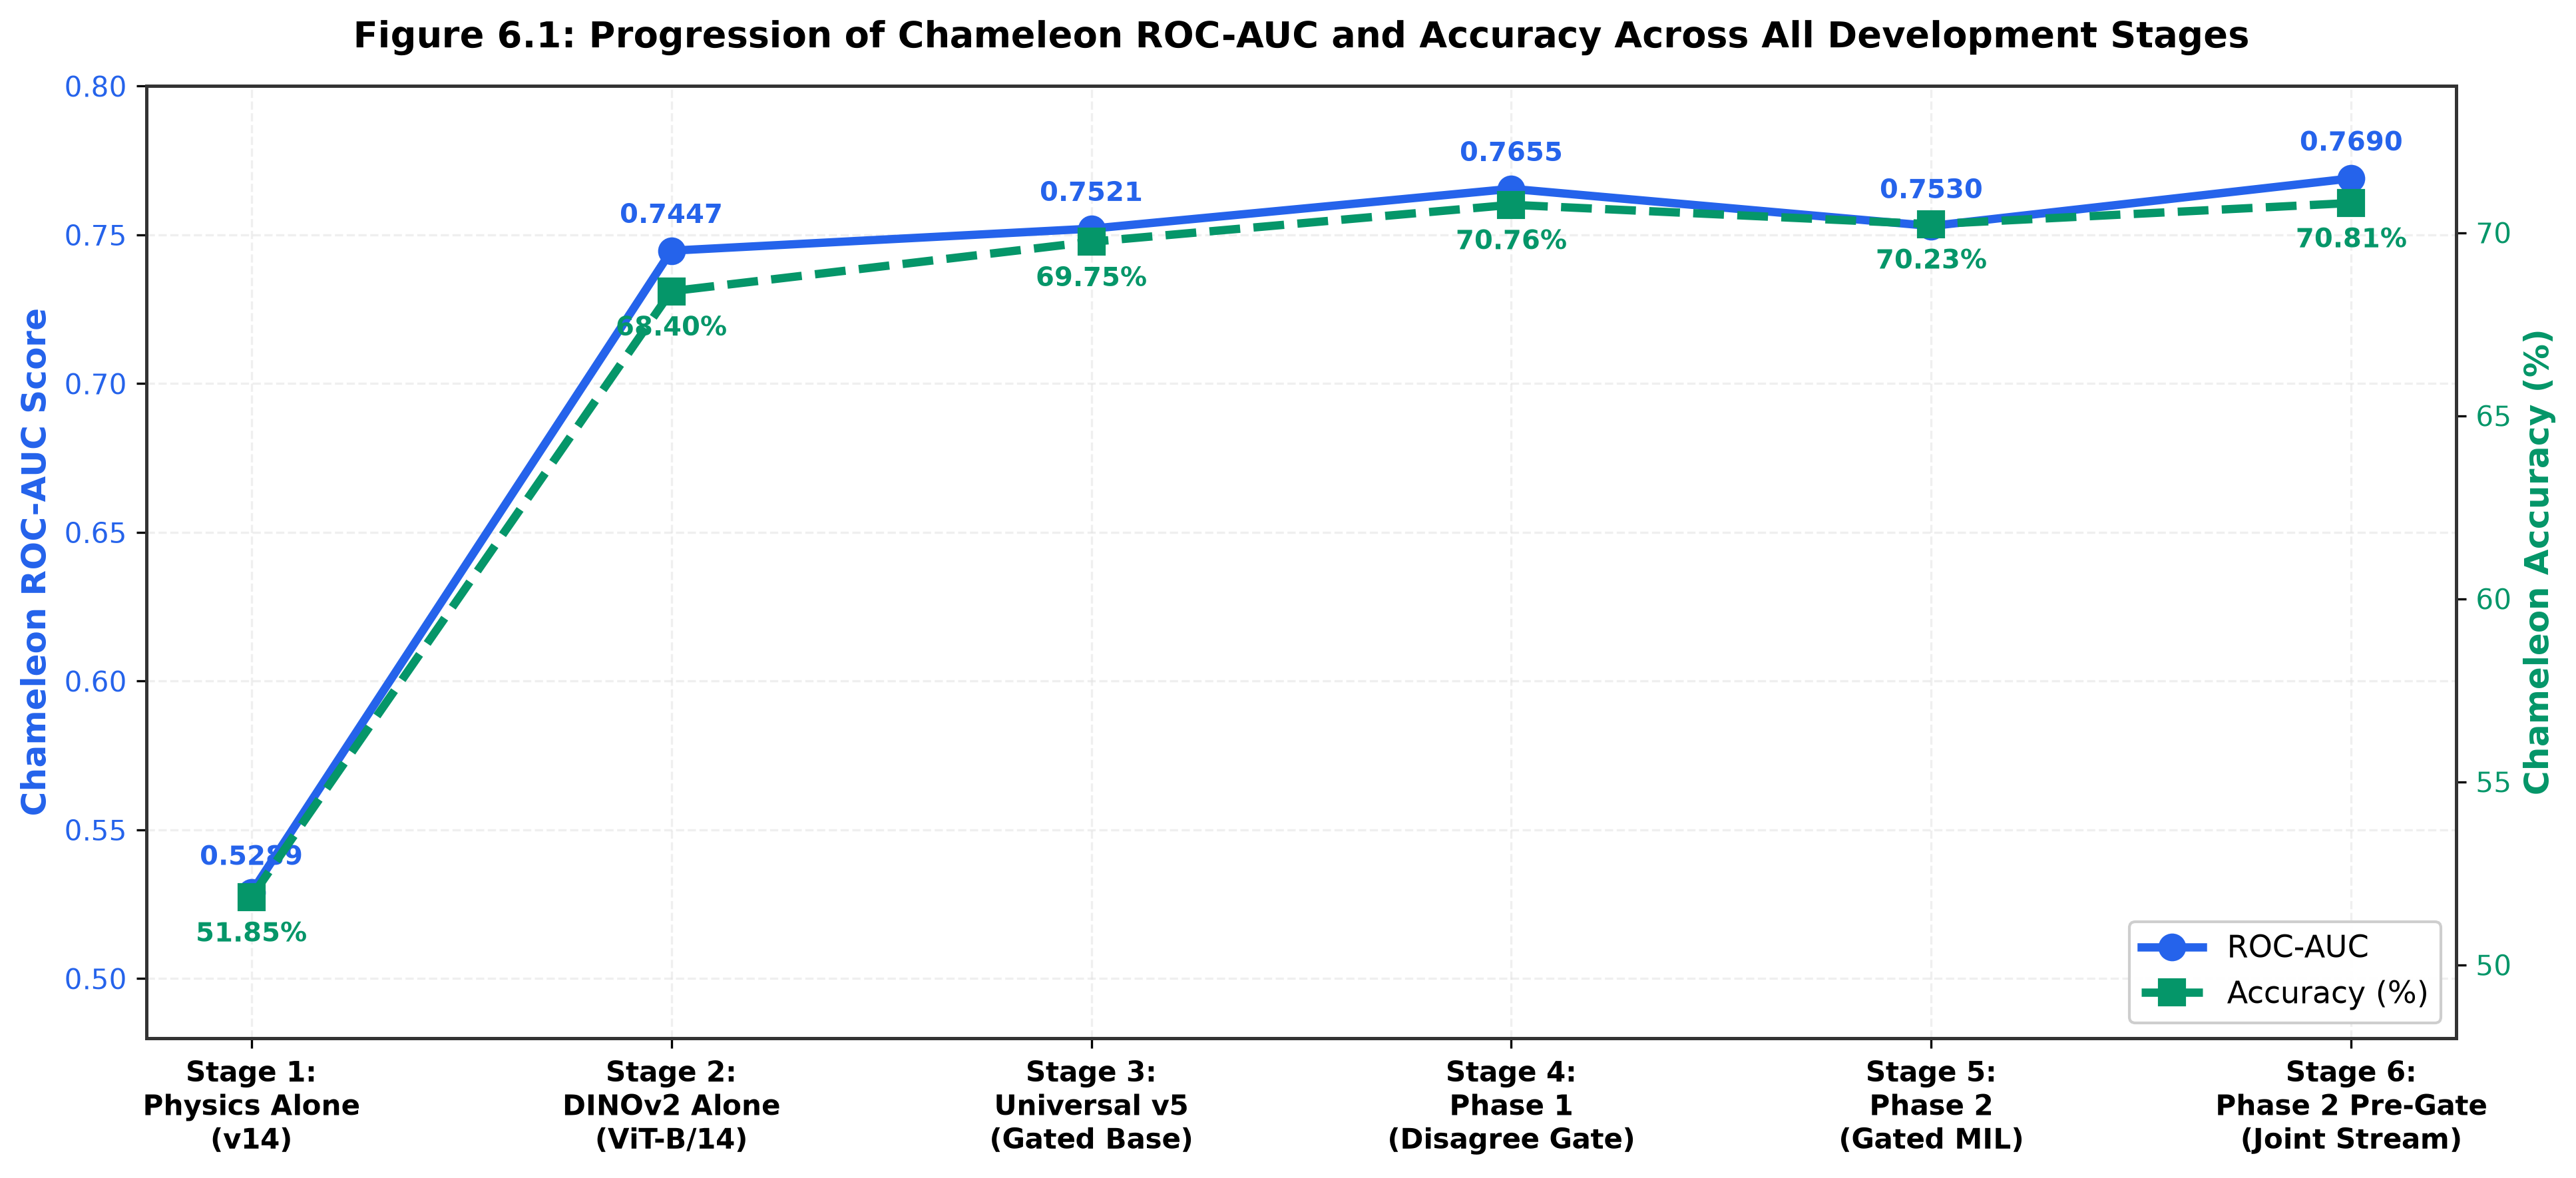 Figure 6.1: Progression of Chameleon ROC-AUC and Accuracy Across All Development Stages
Chameleon ROC-AUC Score
0.80
0.75
0.70
0.65
0.60
0.55
0.50
0.5289
0.7447
0.7521
0.7655
0.7530
0.7690
51.85%
68.40%
69.75%
70.76%
70.23%
70.81%
70
65
60
55
50
Chameleon Accuracy (%)
ROC-AUC
Accuracy (%)
Stage 1:
Physics Alone
(v14)
Stage 2:
DINOv2 Alone
(ViT-B/14)
Stage 3:
Universal v5
(Gated Base)
Stage 4:
Phase 1
(Disagree Gate)
Stage 5:
Phase 2
(Gated MIL)
Stage 6:
Phase 2 Pre-Gate
(Joint Stream)